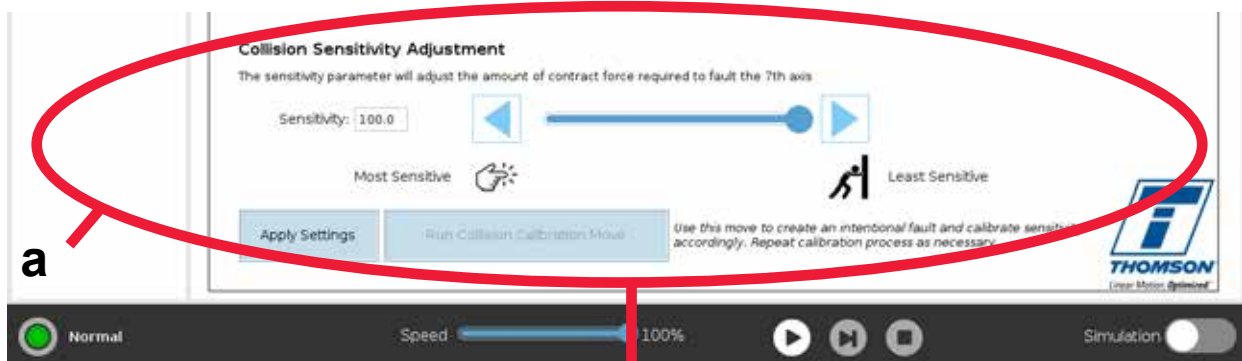 Collision Sensitivity Adjustment
The sensitivity parameter will adjust the amount of contract force required to fault the 7th axis
Sensitivity: 100.0
Most Sensitive
Least Sensitive
Apply Settings
Run Collision Calibration Move
Use this move to create an intentional fault and calibrate
accordingly. Repeat calibration process as necessary
a
THOMSON
Linear Motion. Optimized
Normal
Speed
100%
Simulation